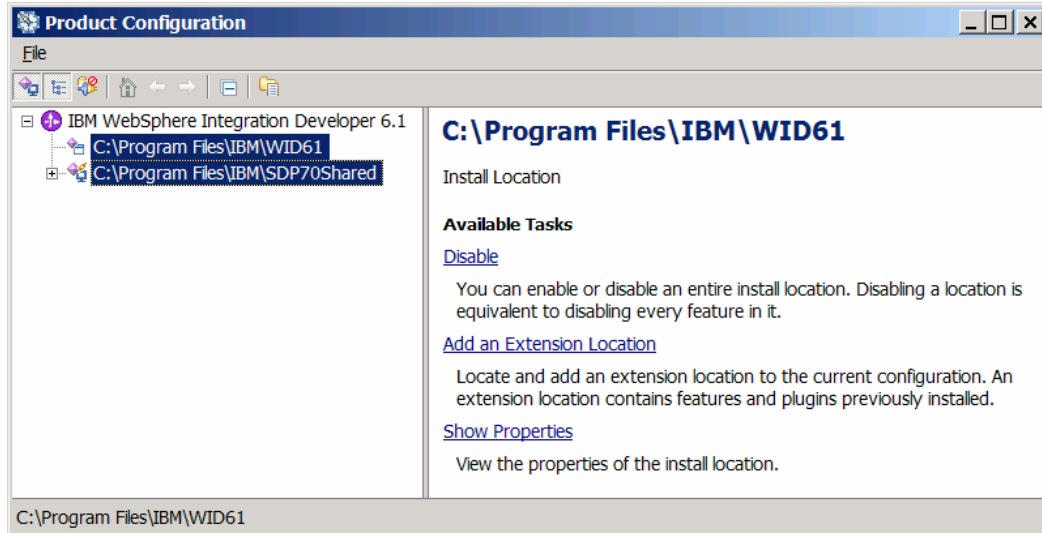 Product Configuration
File
IBM WebSphere Integration Developer 6.1
C:\Program Files\IBM\WID61
C:\Program Files\IBM\SDP70Shared
C:\Program Files\IBM\WID61
Install Location
Available Tasks
Disable
You can enable or disable an entire install location. Disabling a location is
equivalent to disabling every feature in it.
Add an Extension Location
Locate and add an extension location to the current configuration. An
extension location contains features and plugins previously installed.
Show Properties
View the properties of the install location.
C:\Program Files\IBM\WID61